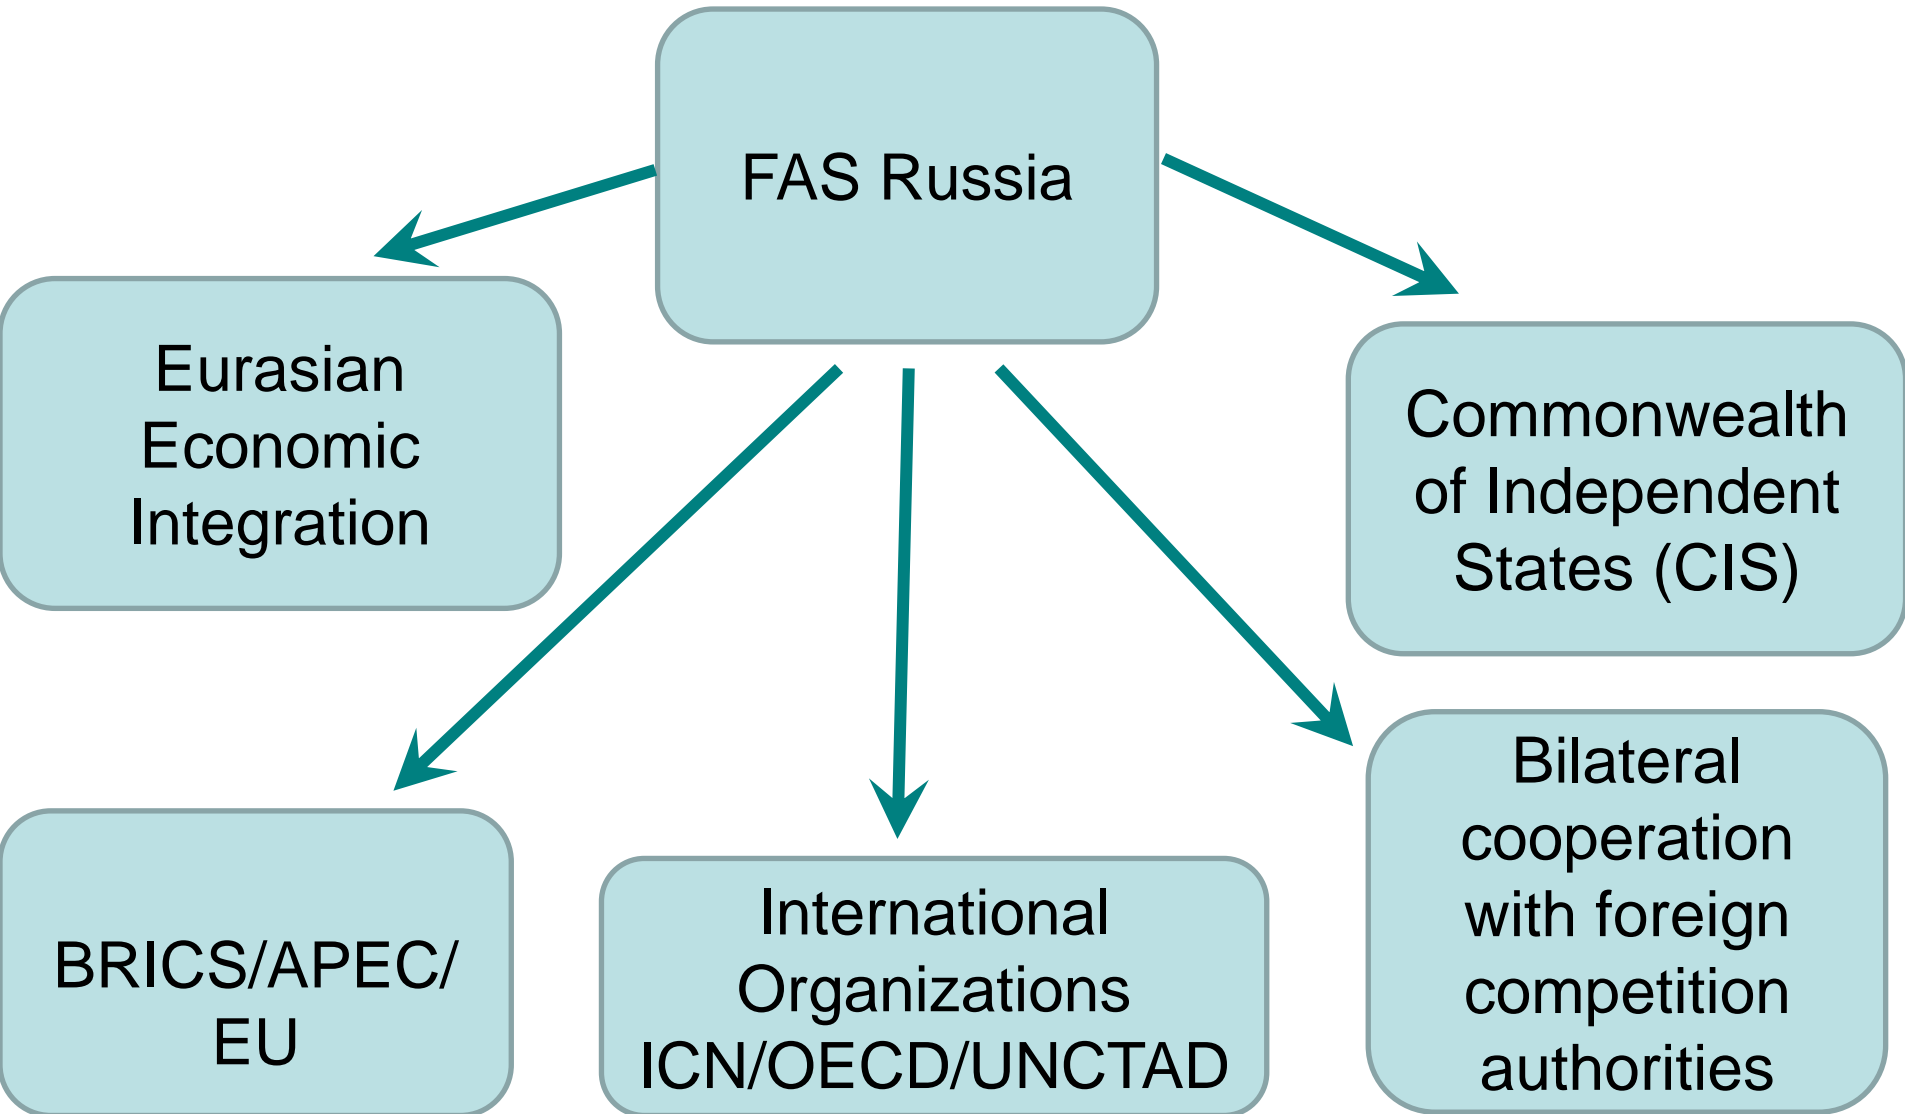 FAS Russia
Eurasian
Economic
Integration
Commonwealth
of Independent
States (CIS)
BRICS/APEC/
EU
International
Organizations
ICN/OECD/UNCTAD
Bilateral
cooperation
with foreign
competition
authorities